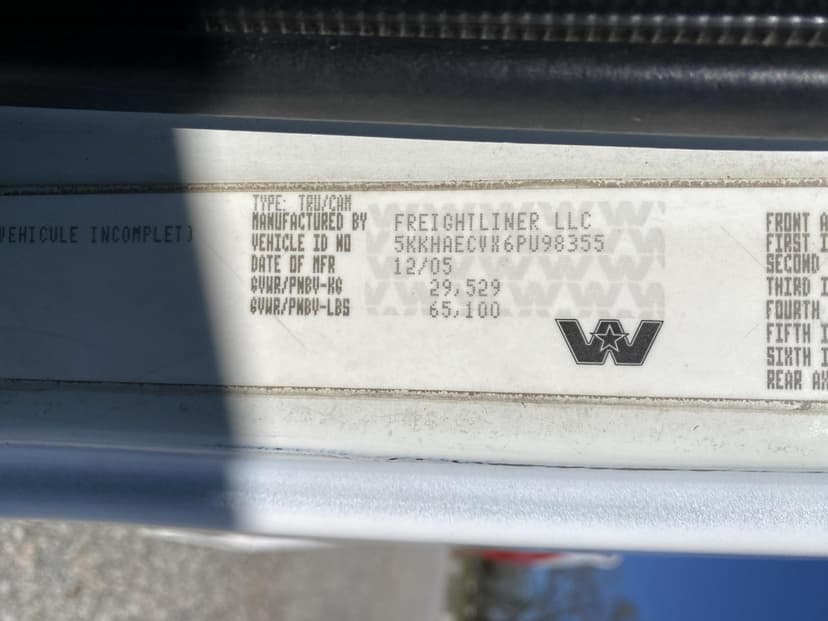 VEHICULE INCOMPLET)
TYPE: TRU/CAM
MANUFACTURED BY FREIGHTLINER LLC
VEHICLE ID NO 5KKHAECVX6PU98355
DATE OF MFR 12/05
GVWR/PNBV-KG 29,529
GVWR/PNBV-LBS 65,100
FRONT A
FIRST I
SECOND
THIRD I
FOURTH
FIFTH I
SIXTH I
REAR AX